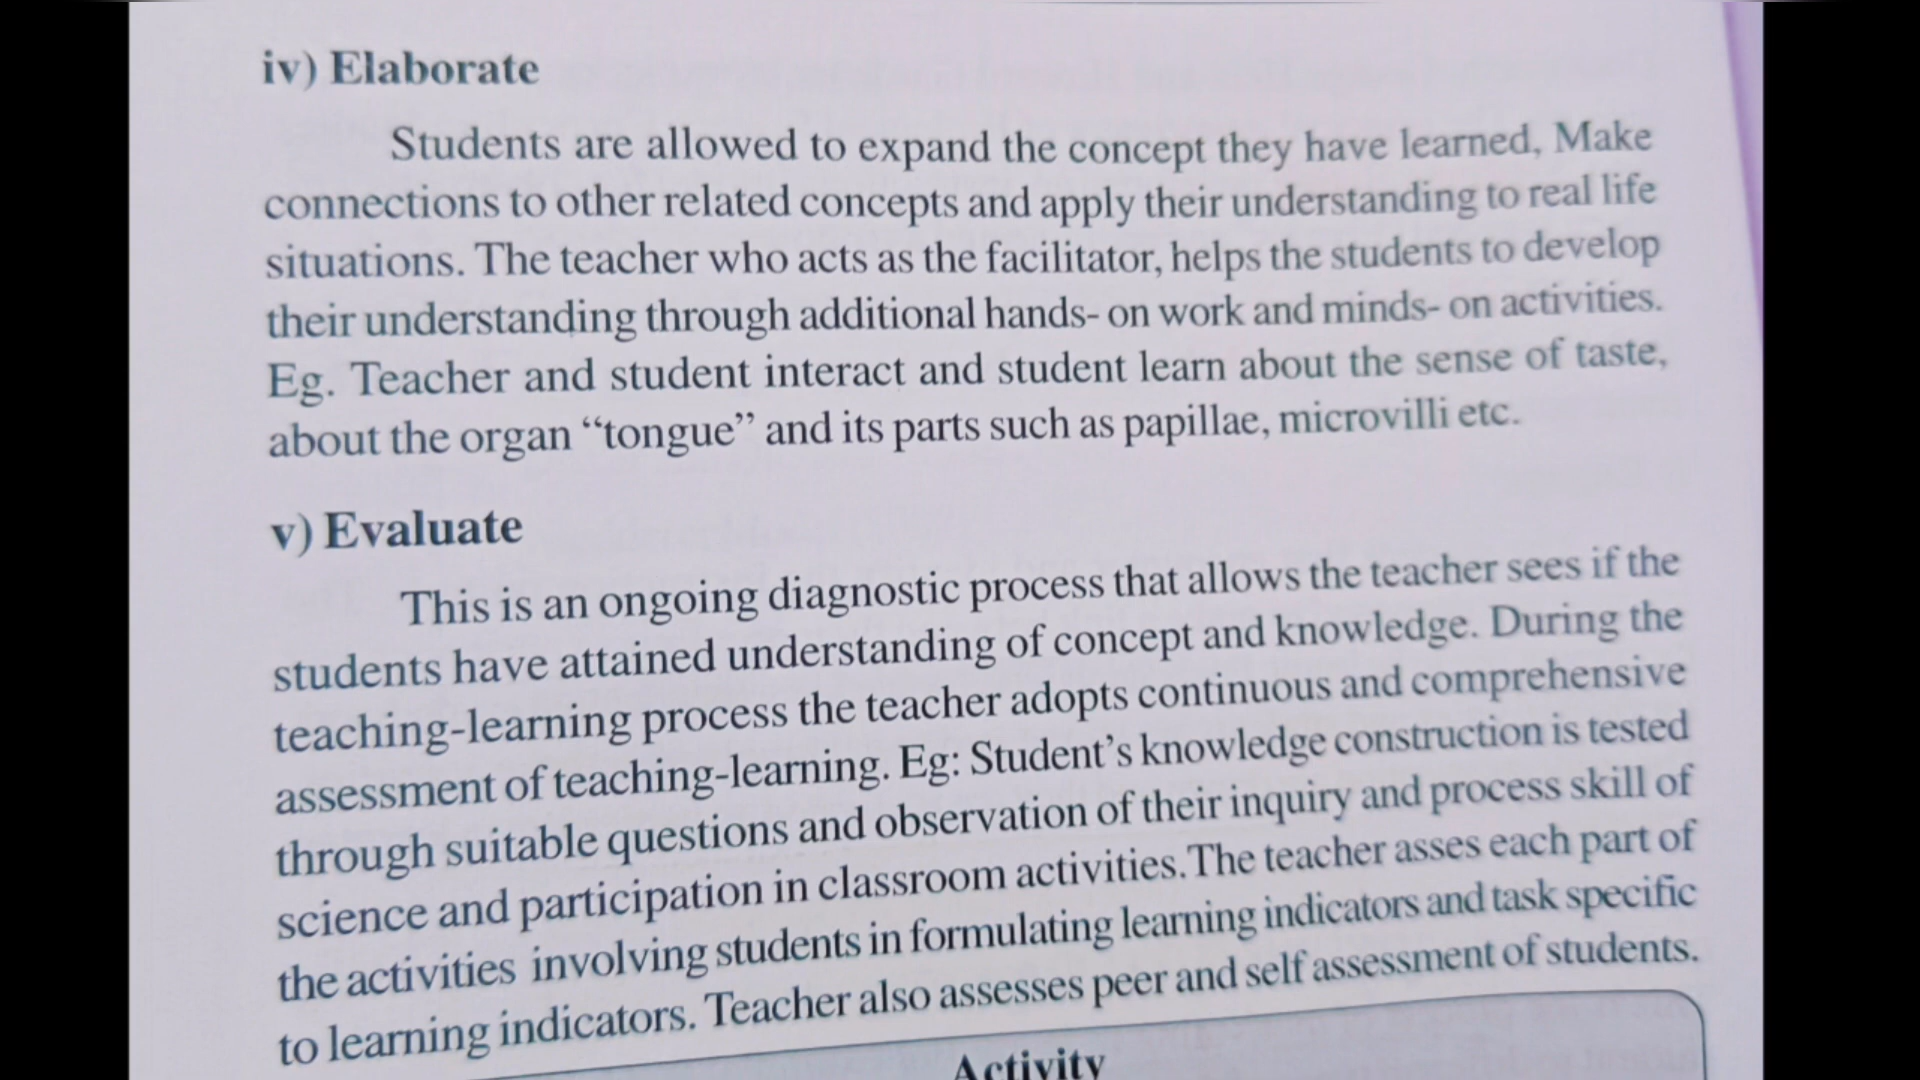 iv) Elaborate
Students are allowed to expand the concept they have learned, Make
connections to other related concepts and apply their understanding to real life
situations. The teacher who acts as the facilitator, helps the students to develop
their understanding through additional hands- on work and minds- on activities.
Eg. Teacher and student interact and student learn about the sense of taste,
about the organ “tongue” and its parts such as papillae, microvilli etc.
v) Evaluate
This is an ongoing diagnostic process that allows the teacher sees if the
students have attained understanding of concept and knowledge. During the
teaching-learning process the teacher adopts continuous and comprehensive
assessment of teaching-learning. Eg: Student’s knowledge construction is tested
through suitable questions and observation of their inquiry and process skill of
science and participation in classroom activities.The teacher asses each part of
the activities involving students in formulating learning indicators and task specific
to learning indicators. Teacher also assesses peer and self assessment of students.
Activity